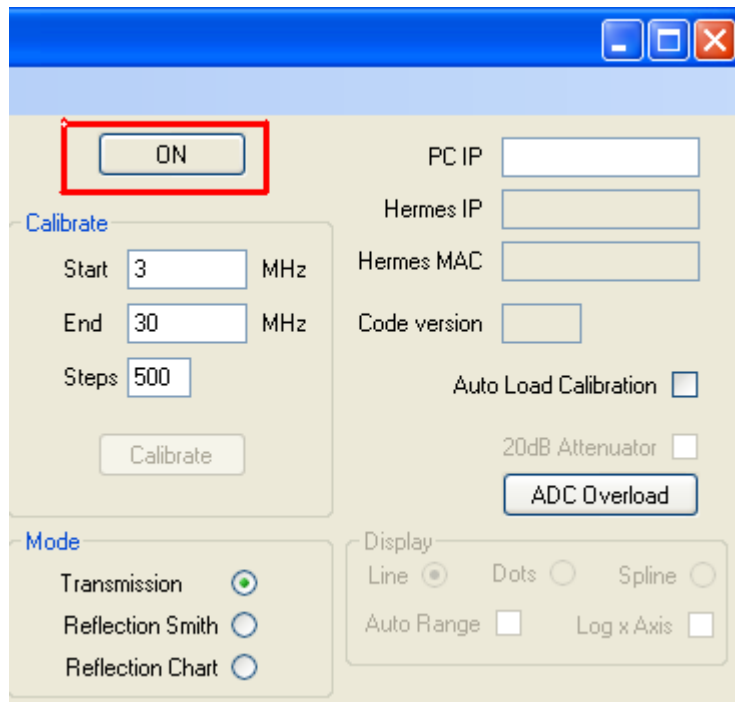 ON
PC IP
Hermes IP
Calibrate
Hermes MAC
Start 3 MHz
End 30 MHz
Code version
Steps 500
Auto Load Calibration
Calibrate
20dB Attenuator
ADC Overload
Mode
Transmission
Reflection Smith
Reflection Chart
Display
Line Dots Spline
Auto Range Log x Axis